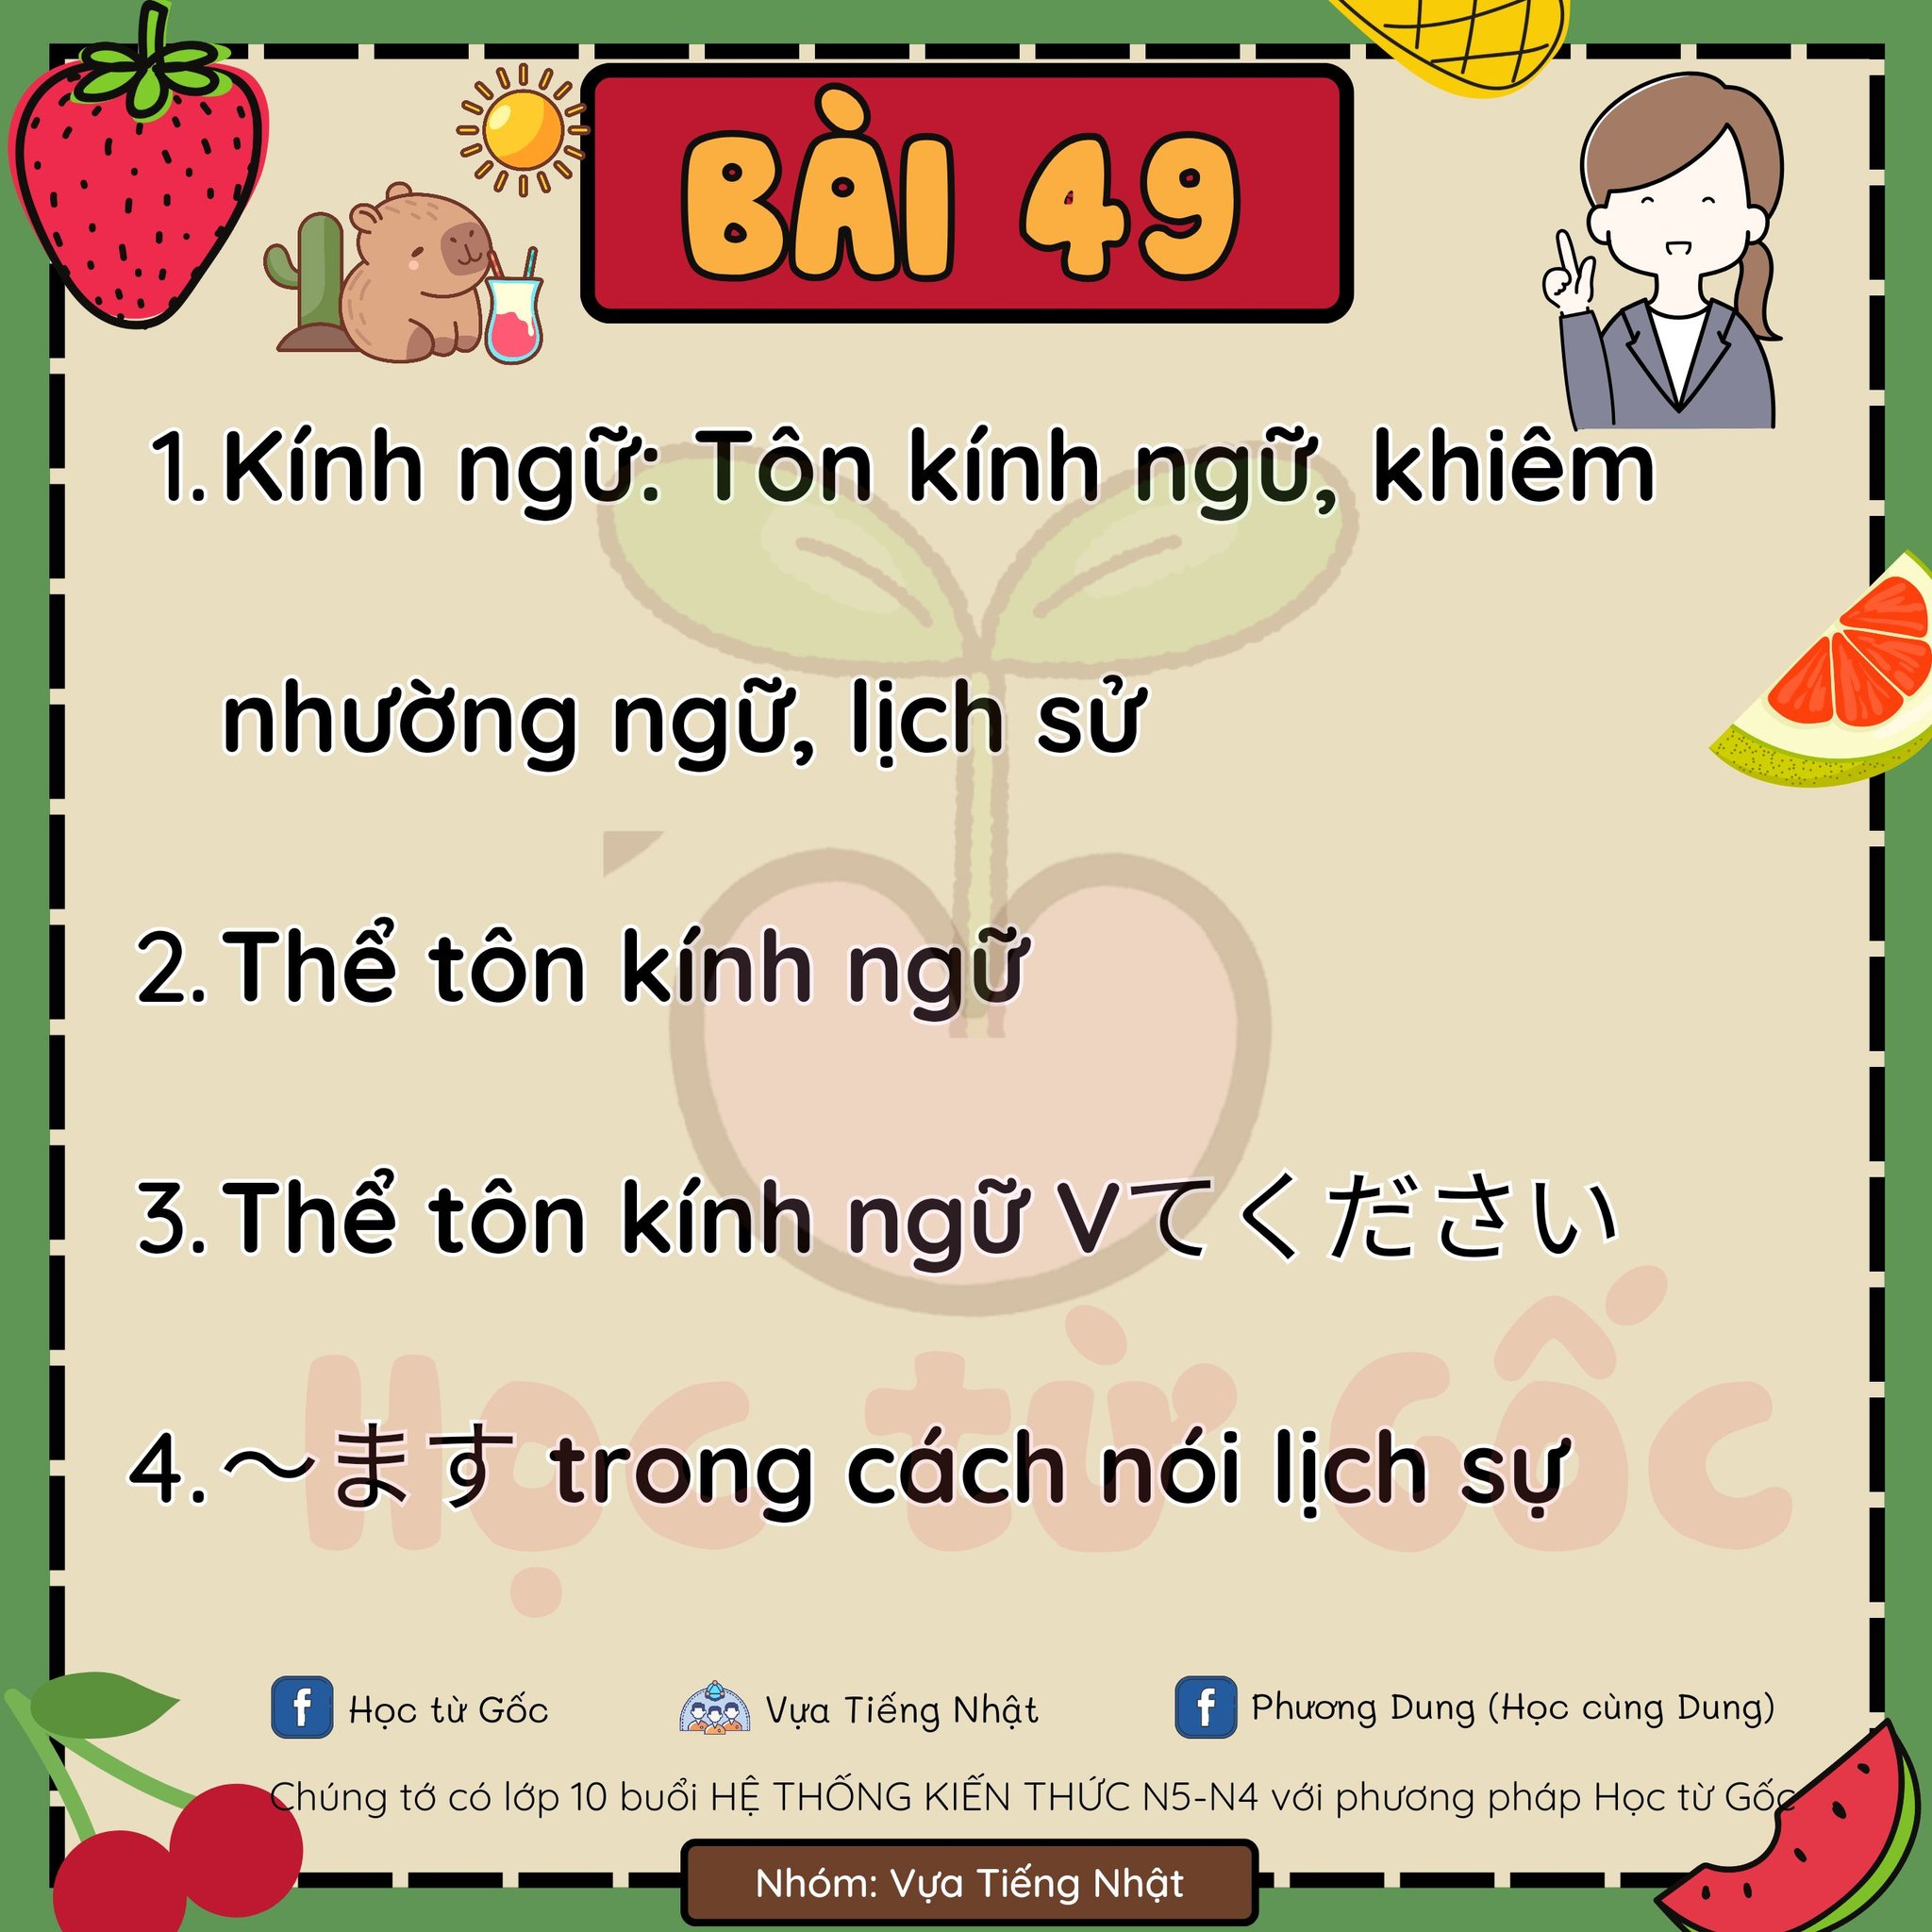 BÀI 49
1. Kính ngữ: Tôn kính ngữ, khiêm
nhường ngữ, lịch sử
2. Thể tôn kính ngữ
3. Thể tôn kính ngữ Vてください
4. ～ます trong cách nói lịch sự
Học từ Gốc
Học từ Gốc
Vựa Tiếng Nhật
Phương Dung (Học cùng Dung)
Chúng tớ có lớp 10 buổi HỆ THỐNG KIẾN THỨC N5-N4 với phương pháp Học từ Gốc
Nhóm: Vựa Tiếng Nhật